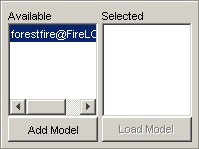 Available
Selected
forestfire@FireLC
Add Model
Load Model